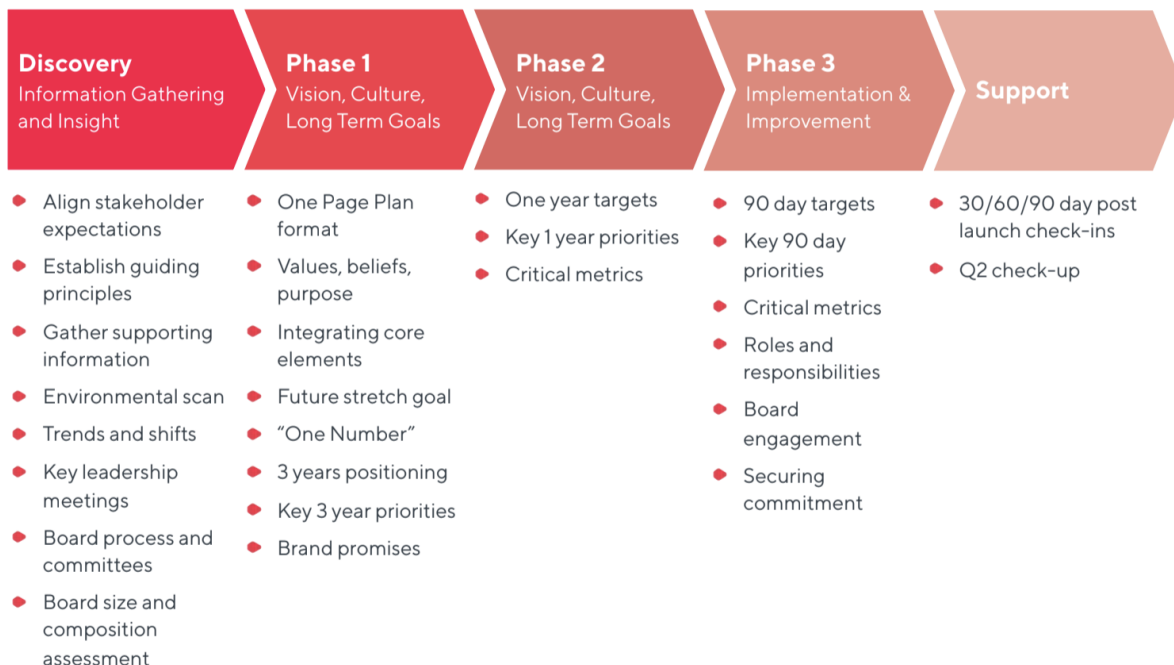 Discovery
Information Gathering
and Insight
Align stakeholder
expectations
Establish guiding
principles
Gather supporting
information
Environmental scan
Trends and shifts
Key leadership
meetings
Board process and
committees
Board size and
composition
assessment
Phase 1
Vision, Culture,
Long Term Goals
One Page Plan
format
Values, beliefs,
purpose
Integrating core
elements
Future stretch goal
“One Number”
3 years positioning
Key 3 year priorities
Brand promises
Phase 2
Vision, Culture,
Long Term Goals
One year targets
Key 1 year priorities
Critical metrics
Phase 3
Implementation &
Improvement
90 day targets
Key 90 day
priorities
Critical metrics
Roles and
responsibilities
Board
engagement
Securing
commitment
Support
30/60/90 day post
launch check-ins
Q2 check-up